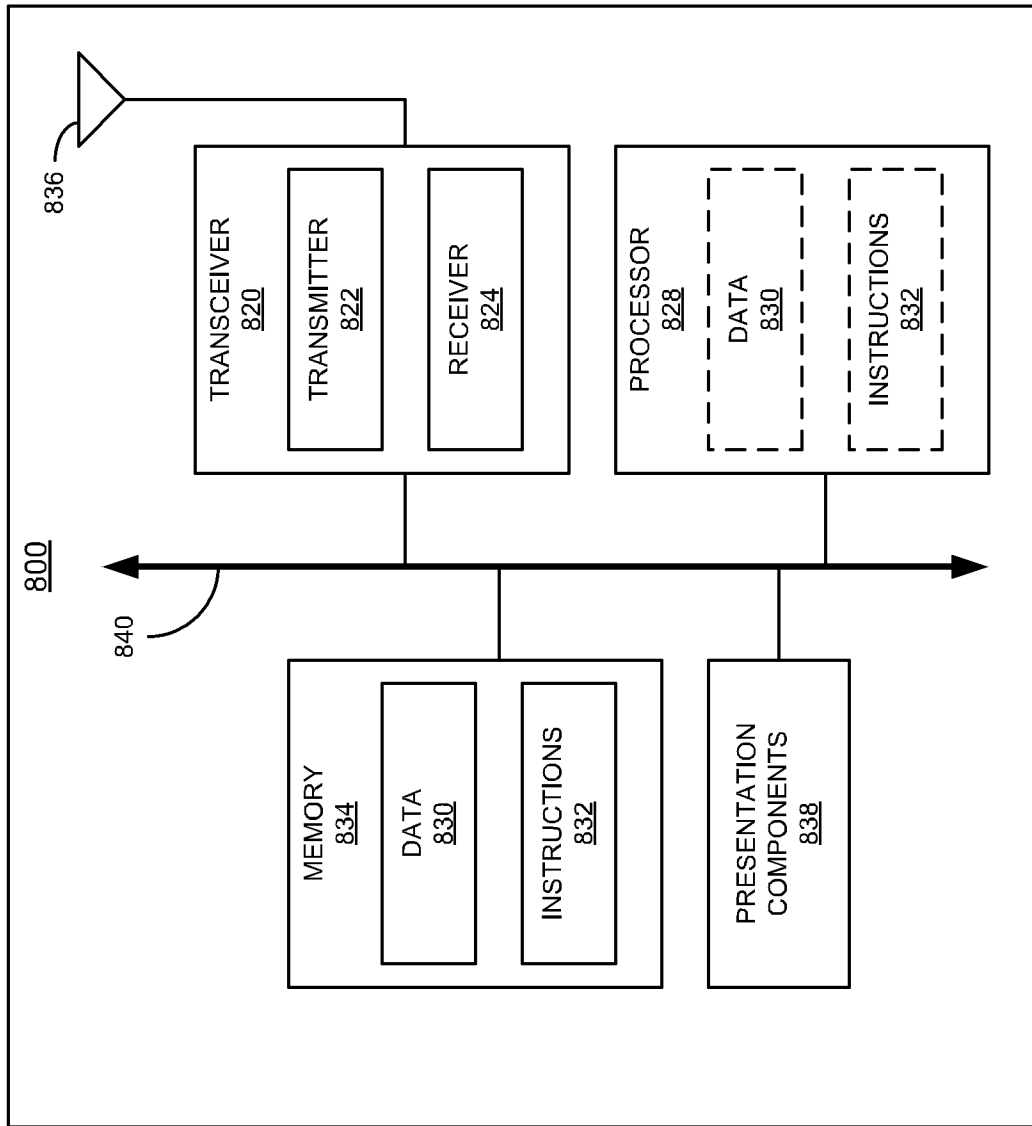 800
836
840
TRANSCEIVER
820
TRANSMITTER
822
RECEIVER
824
PROCESSOR
828
DATA
830
INSTRUCTIONS
832
MEMORY
834
DATA
830
INSTRUCTIONS
832
PRESENTATION
COMPONENTS
838